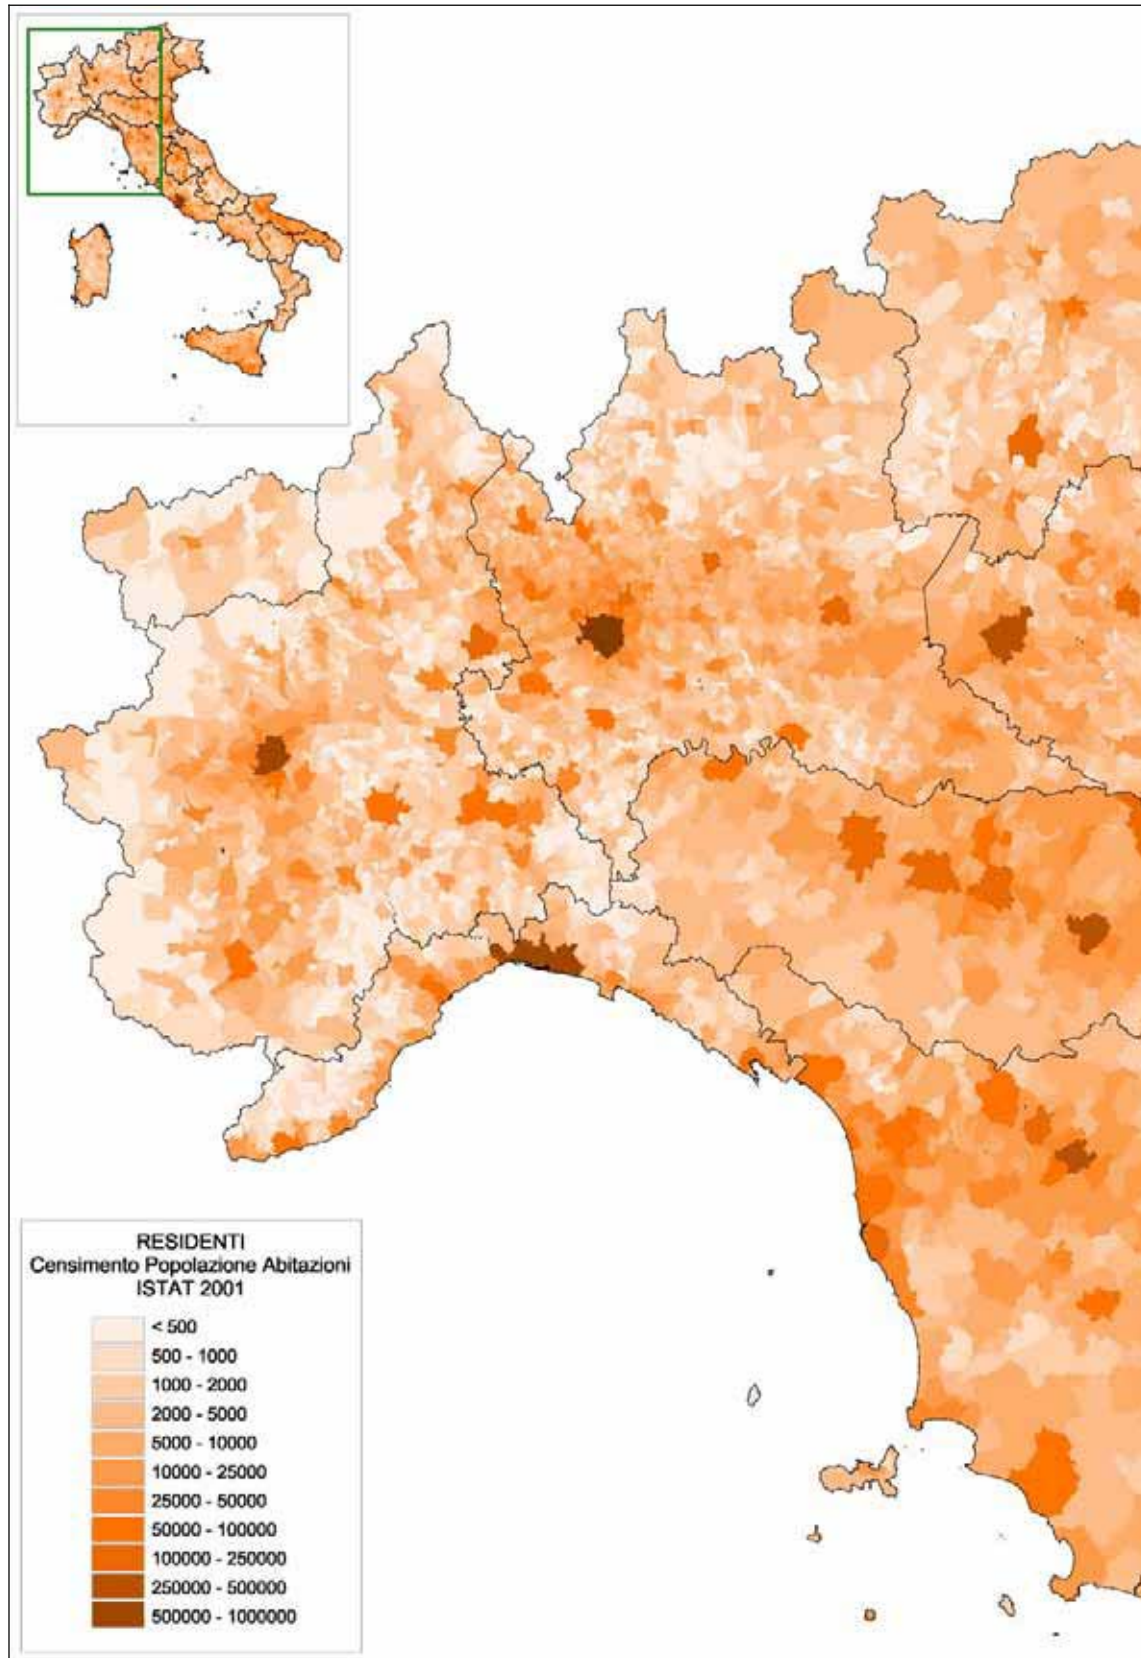 RESIDENTI
Censimento Popolazione Abitazioni
ISTAT 2001
< 500
500 - 1000
1000 - 2000
2000 - 5000
5000 - 10000
10000 - 25000
25000 - 50000
50000 - 100000
100000 - 250000
250000 - 500000
500000 - 1000000